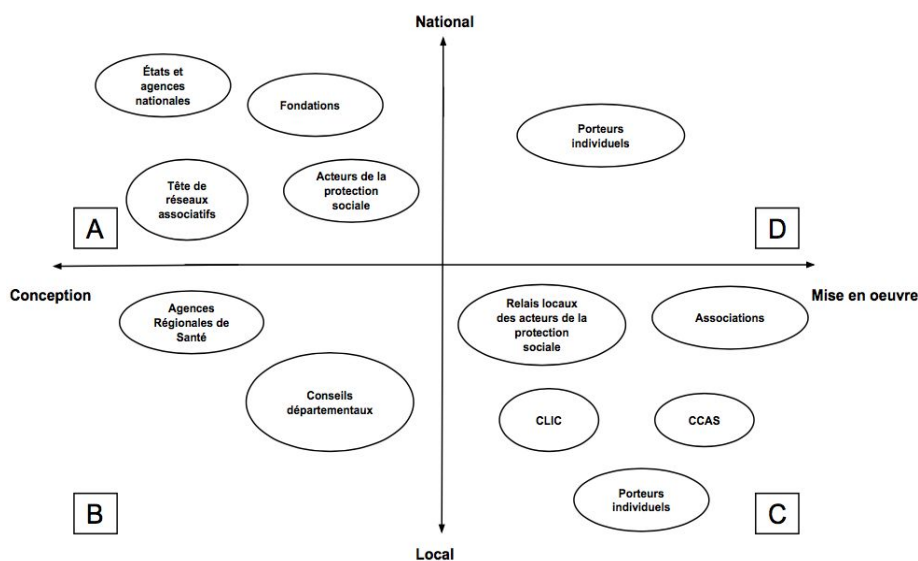 National
États et
agences
nationales
Fondations
Porteurs
individuels
Tête de
réseaux
associatifs
Acteurs de la
protection
sociale
A
D
Conception
Mise en oeuvre
Agences
Régionales de
Santé
Relais locaux
des acteurs de la
protection
sociale
Associations
Conseils
départementaux
CLIC
CCAS
Porteurs
individuels
B
C
Local